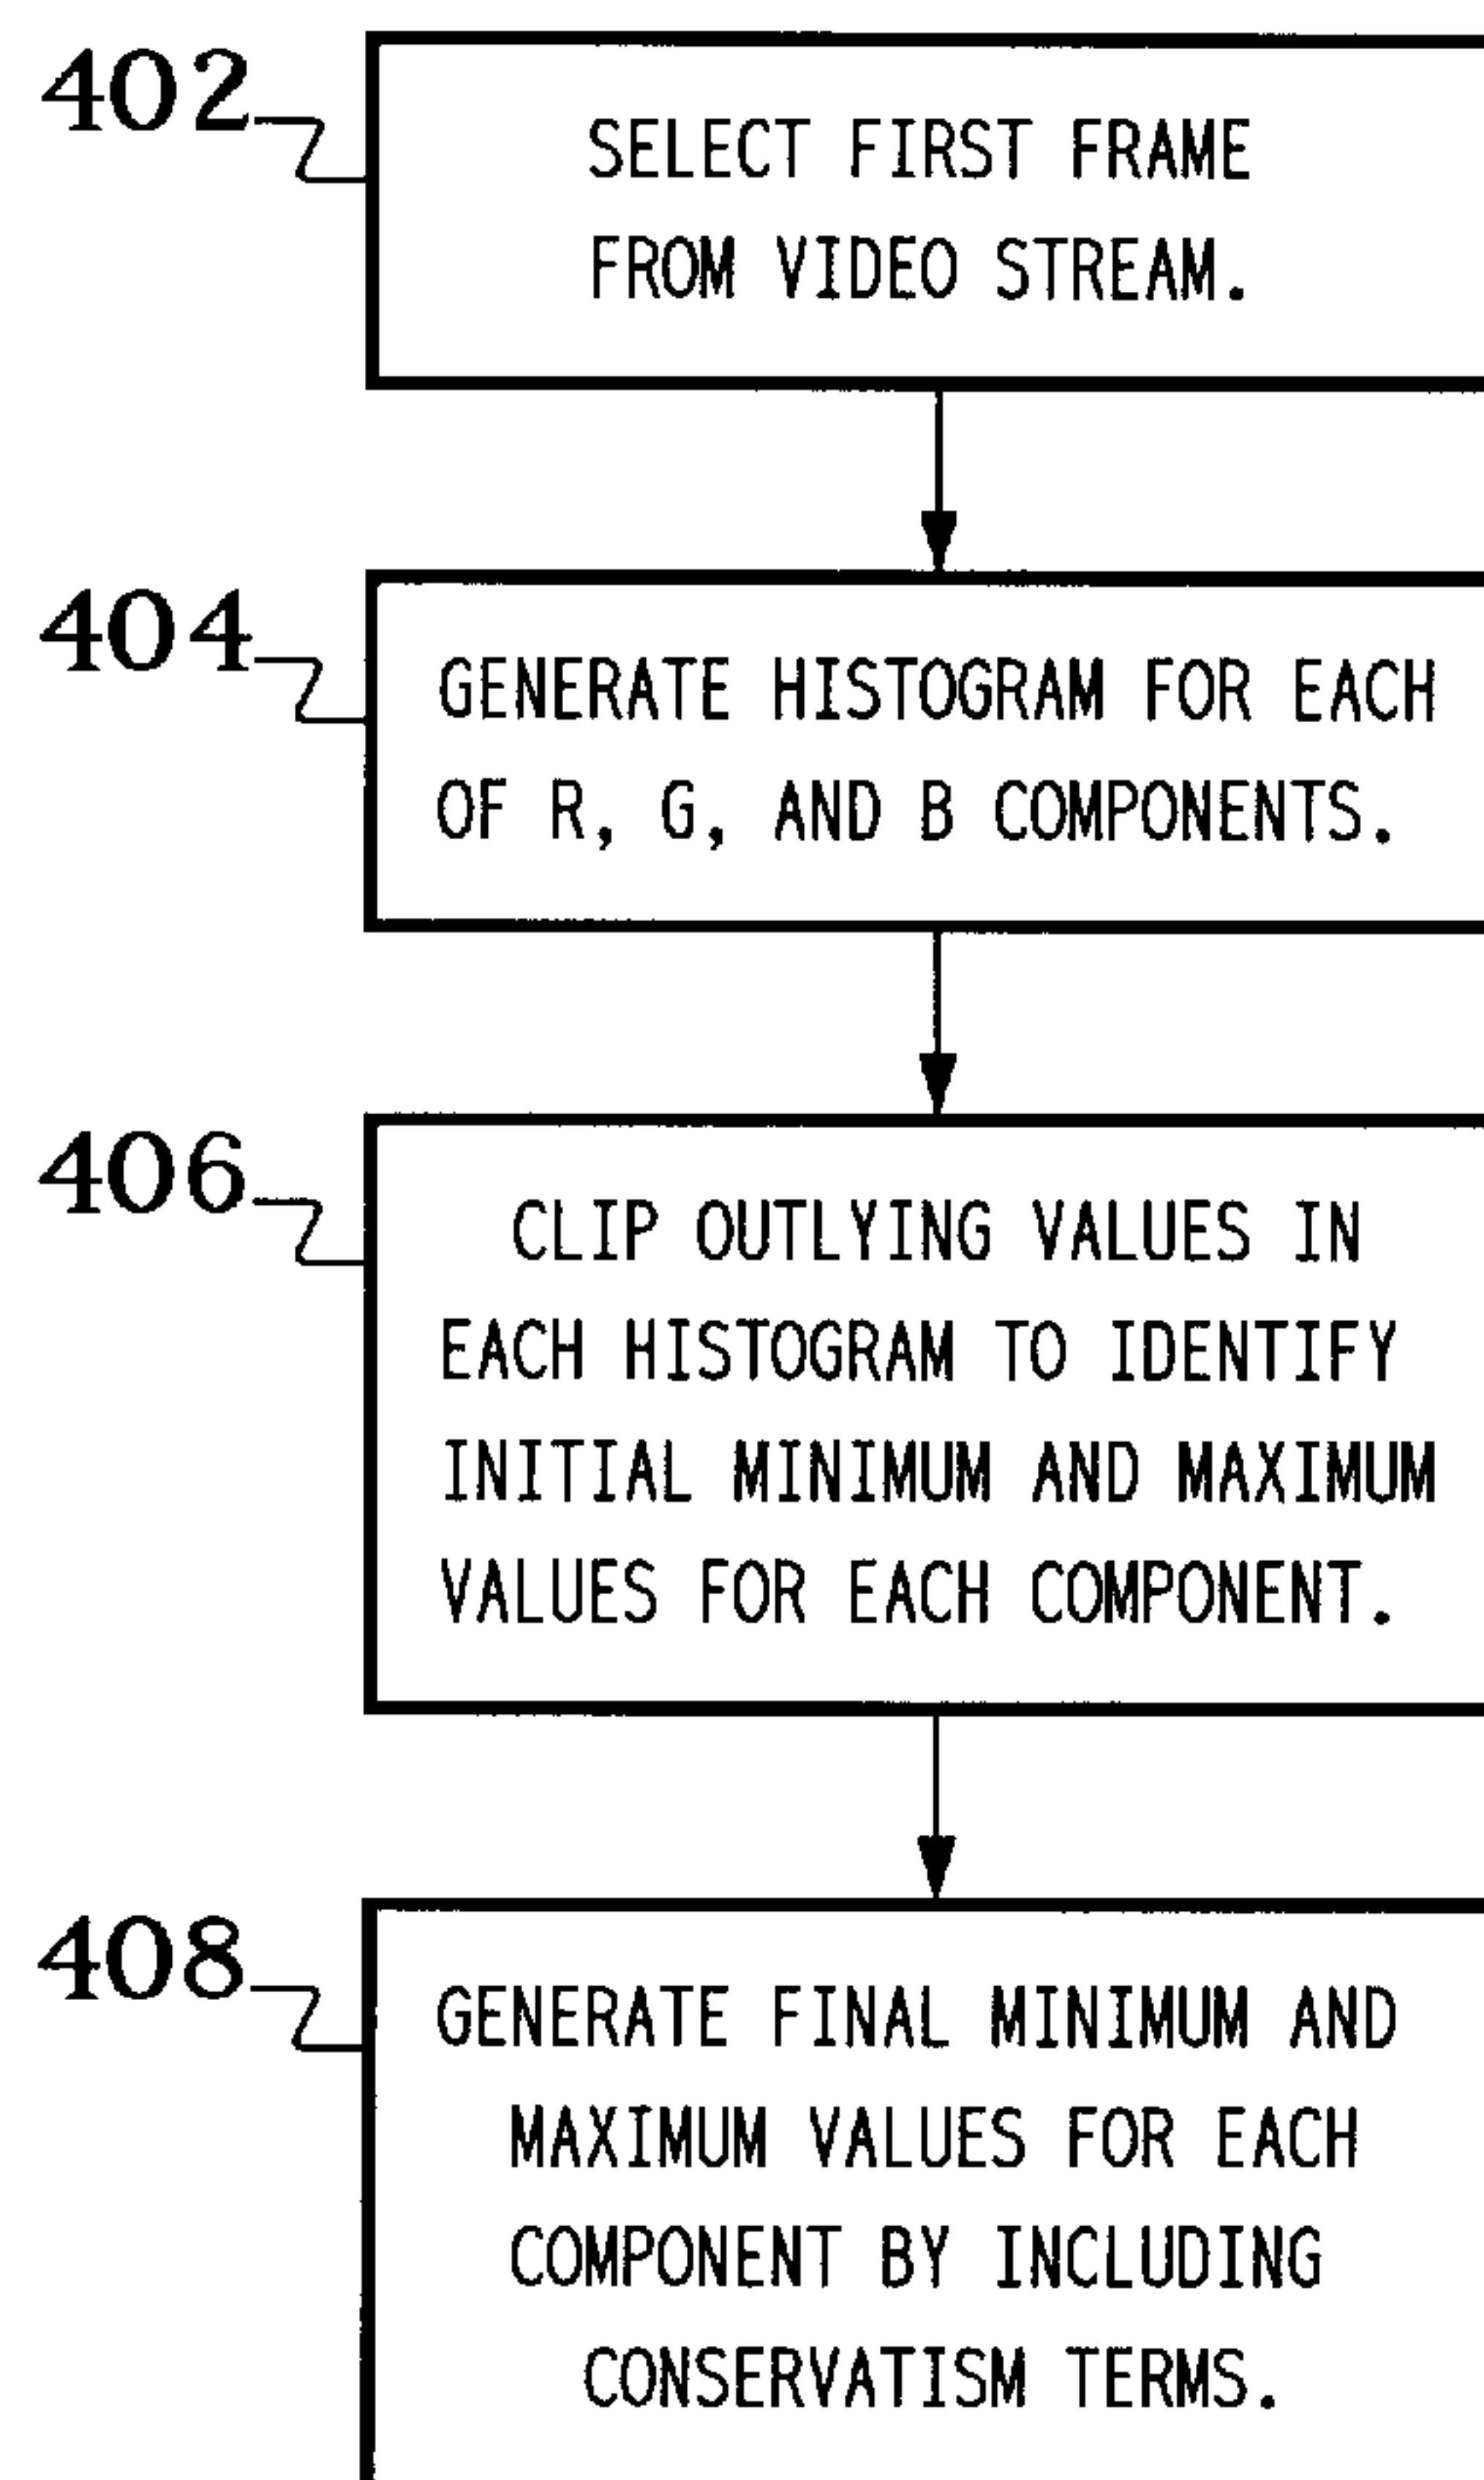 402
SELECT FIRST FRAME
FROM VIDEO STREAM.
404
GENERATE HISTOGRAM FOR EACH
OF R, G, AND B COMPONENTS.
406
CLIP OUTLYING VALUES IN
EACH HISTOGRAM TO IDENTIFY
INITIAL MINIMUM AND MAXIMUM
VALUES FOR EACH COMPONENT.
408
GENERATE FINAL MINIMUM AND
MAXIMUM VALUES FOR EACH
COMPONENT BY INCLUDING
CONSERVATISM TERMS.